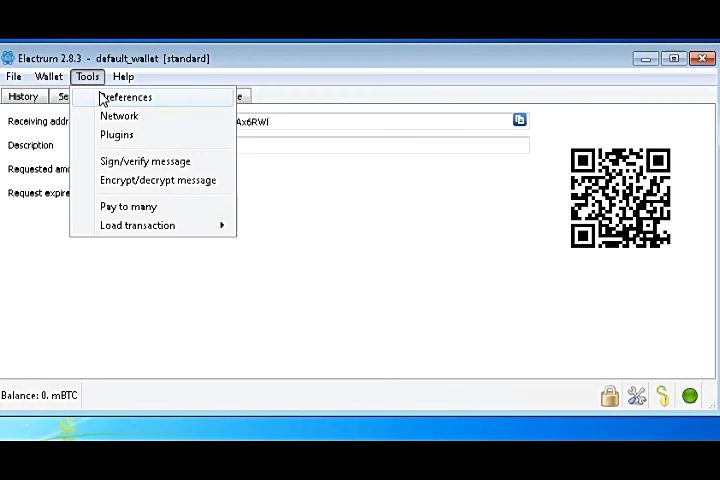 Electrum 2.8.3 - default_wallet [standard]
File Wallet Tools Help
History
Preferences
Network
Plugins
Sign/verify message
Encrypt/decrypt message
Pay to many
Load transaction
Receiving addr
Ax6RWf
Description
Requested am
Request expire
Balance: 0. mBTC